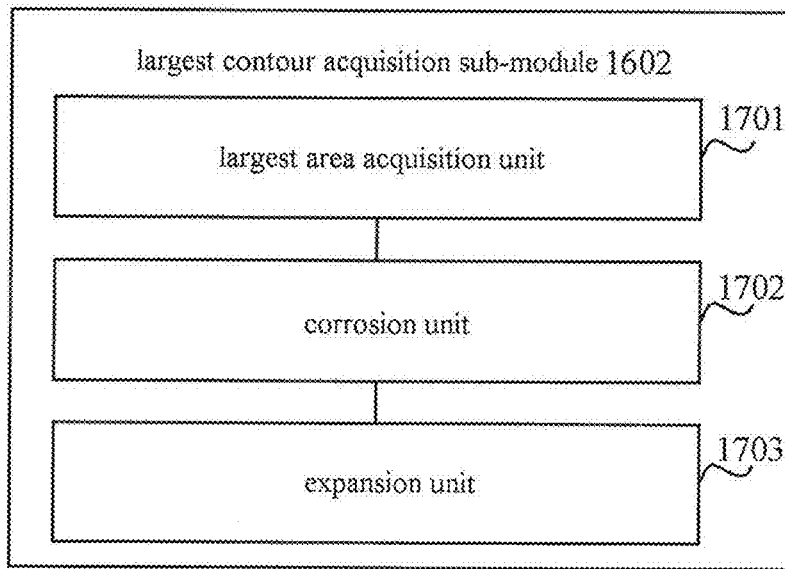 largest contour acquisition sub-module 1602
1701
largest area acquisition unit
1702
corrosion unit
1703
expansion unit